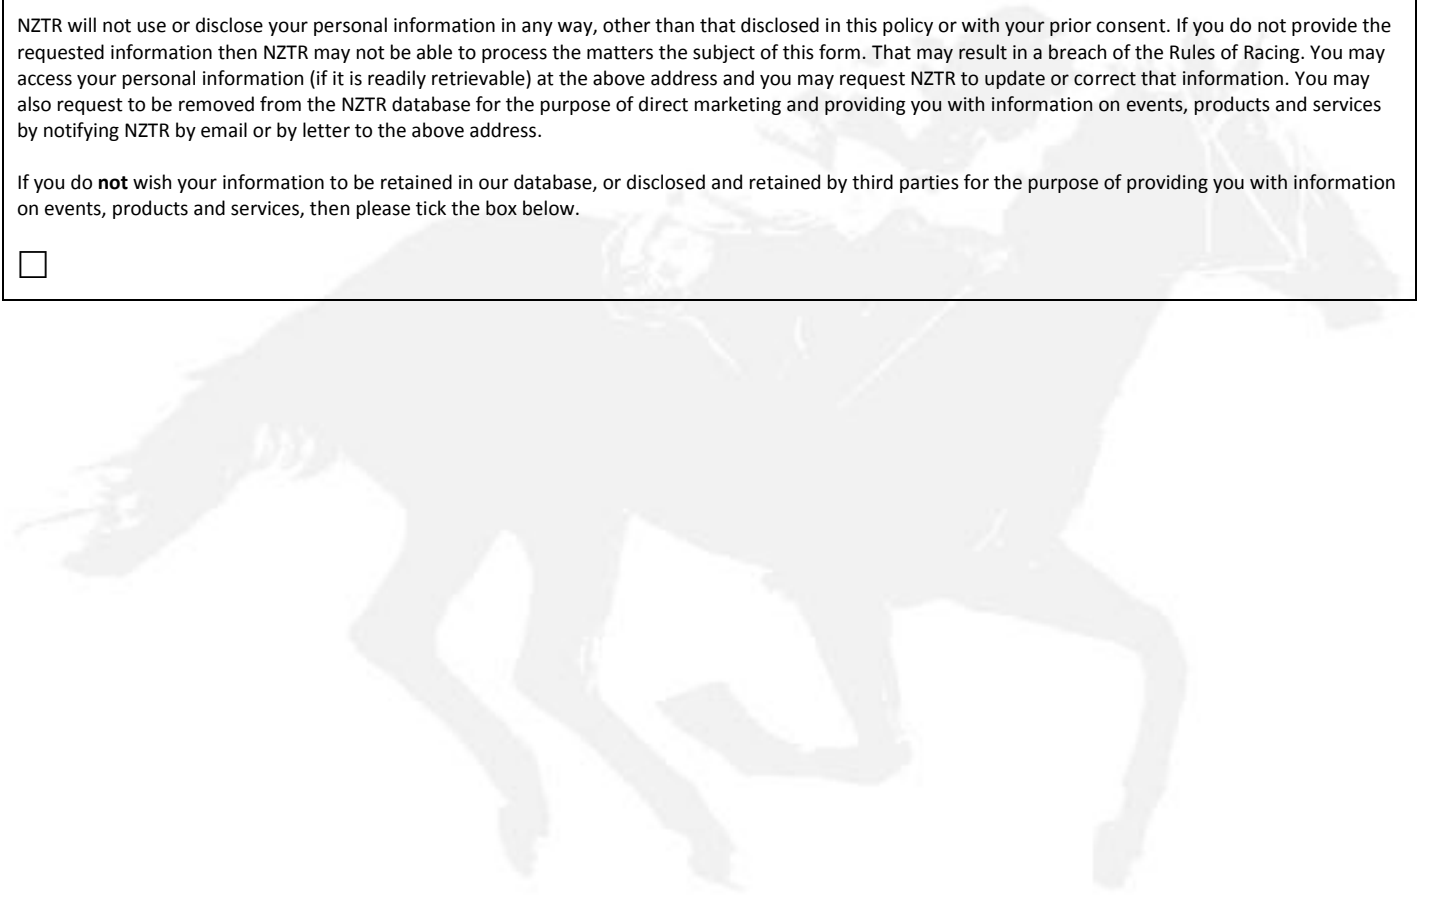 NZTR will not use or disclose your personal information in any way, other than that disclosed in this policy or with your prior consent. If you do not provide the
requested information then NZTR may not be able to process the matters the subject of this form. That may result in a breach of the Rules of Racing. You may
access your personal information (if it is readily retrievable) at the above address and you may request NZTR to update or correct that information. You may
also request to be removed from the NZTR database for the purpose of direct marketing and providing you with information on events, products and services
by notifying NZTR by email or by letter to the above address.
If you do not wish your information to be retained in our database, or disclosed and retained by third parties for the purpose of providing you with information
on events, products and services, then please tick the box below.